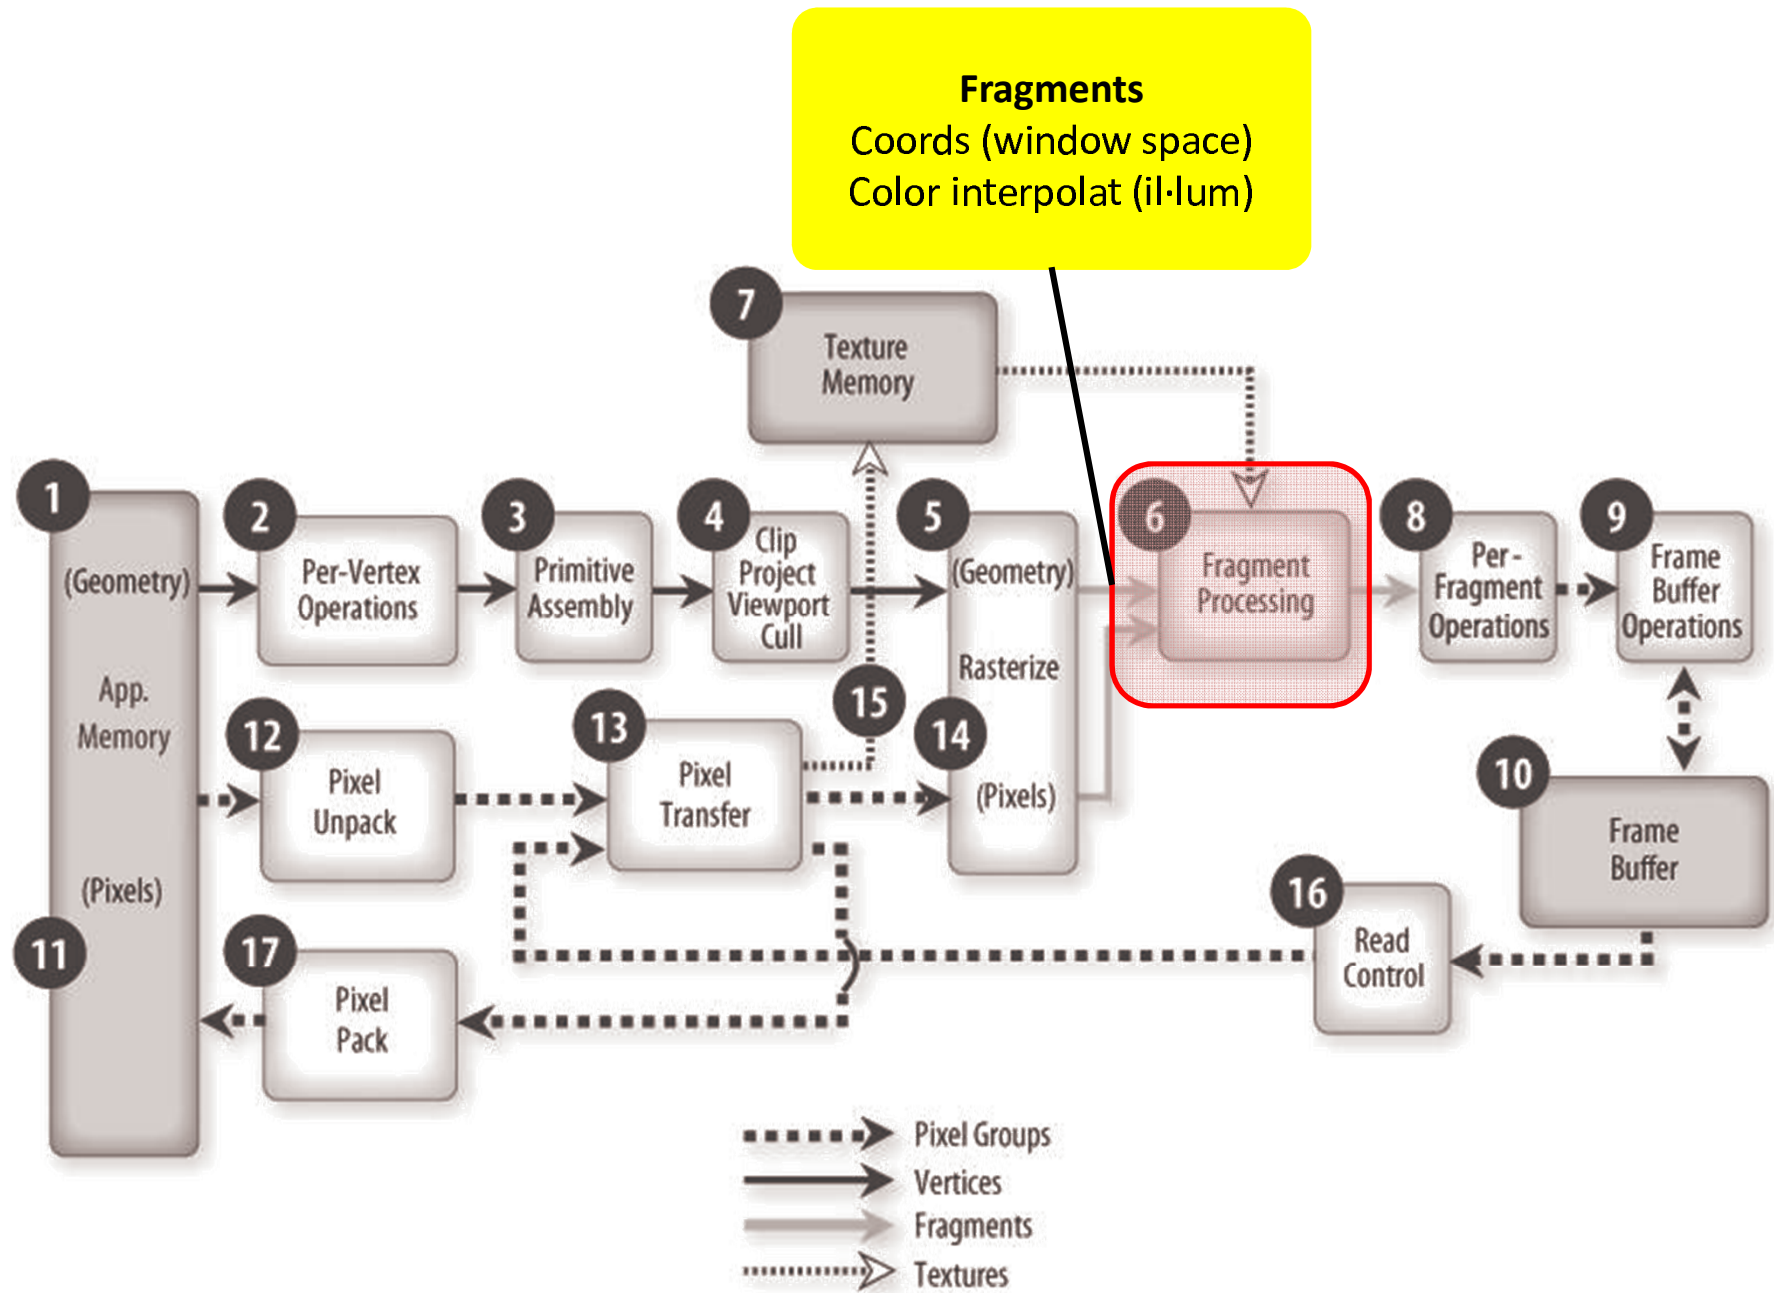 Fragments
Coords (window space)
Color interpolat (il·lum)
7
Texture
Memory
1
(Geometry)
App.
Memory
(Pixels)
11
2
Per-Vertex
Operations
3
Primitive
Assembly
4
Clip
Project
Viewport
Cull
5
(Geometry)
Rasterize
14
(Pixels)
6
Fragment
Processing
8
Per-
Fragment
Operations
9
Frame
Buffer
Operations
12
Pixel
Unpack
13
Pixel
Transfer
15
10
Frame
Buffer
16
Read
Control
17
Pixel
Pack
Pixel Groups
Vertices
Fragments
Textures